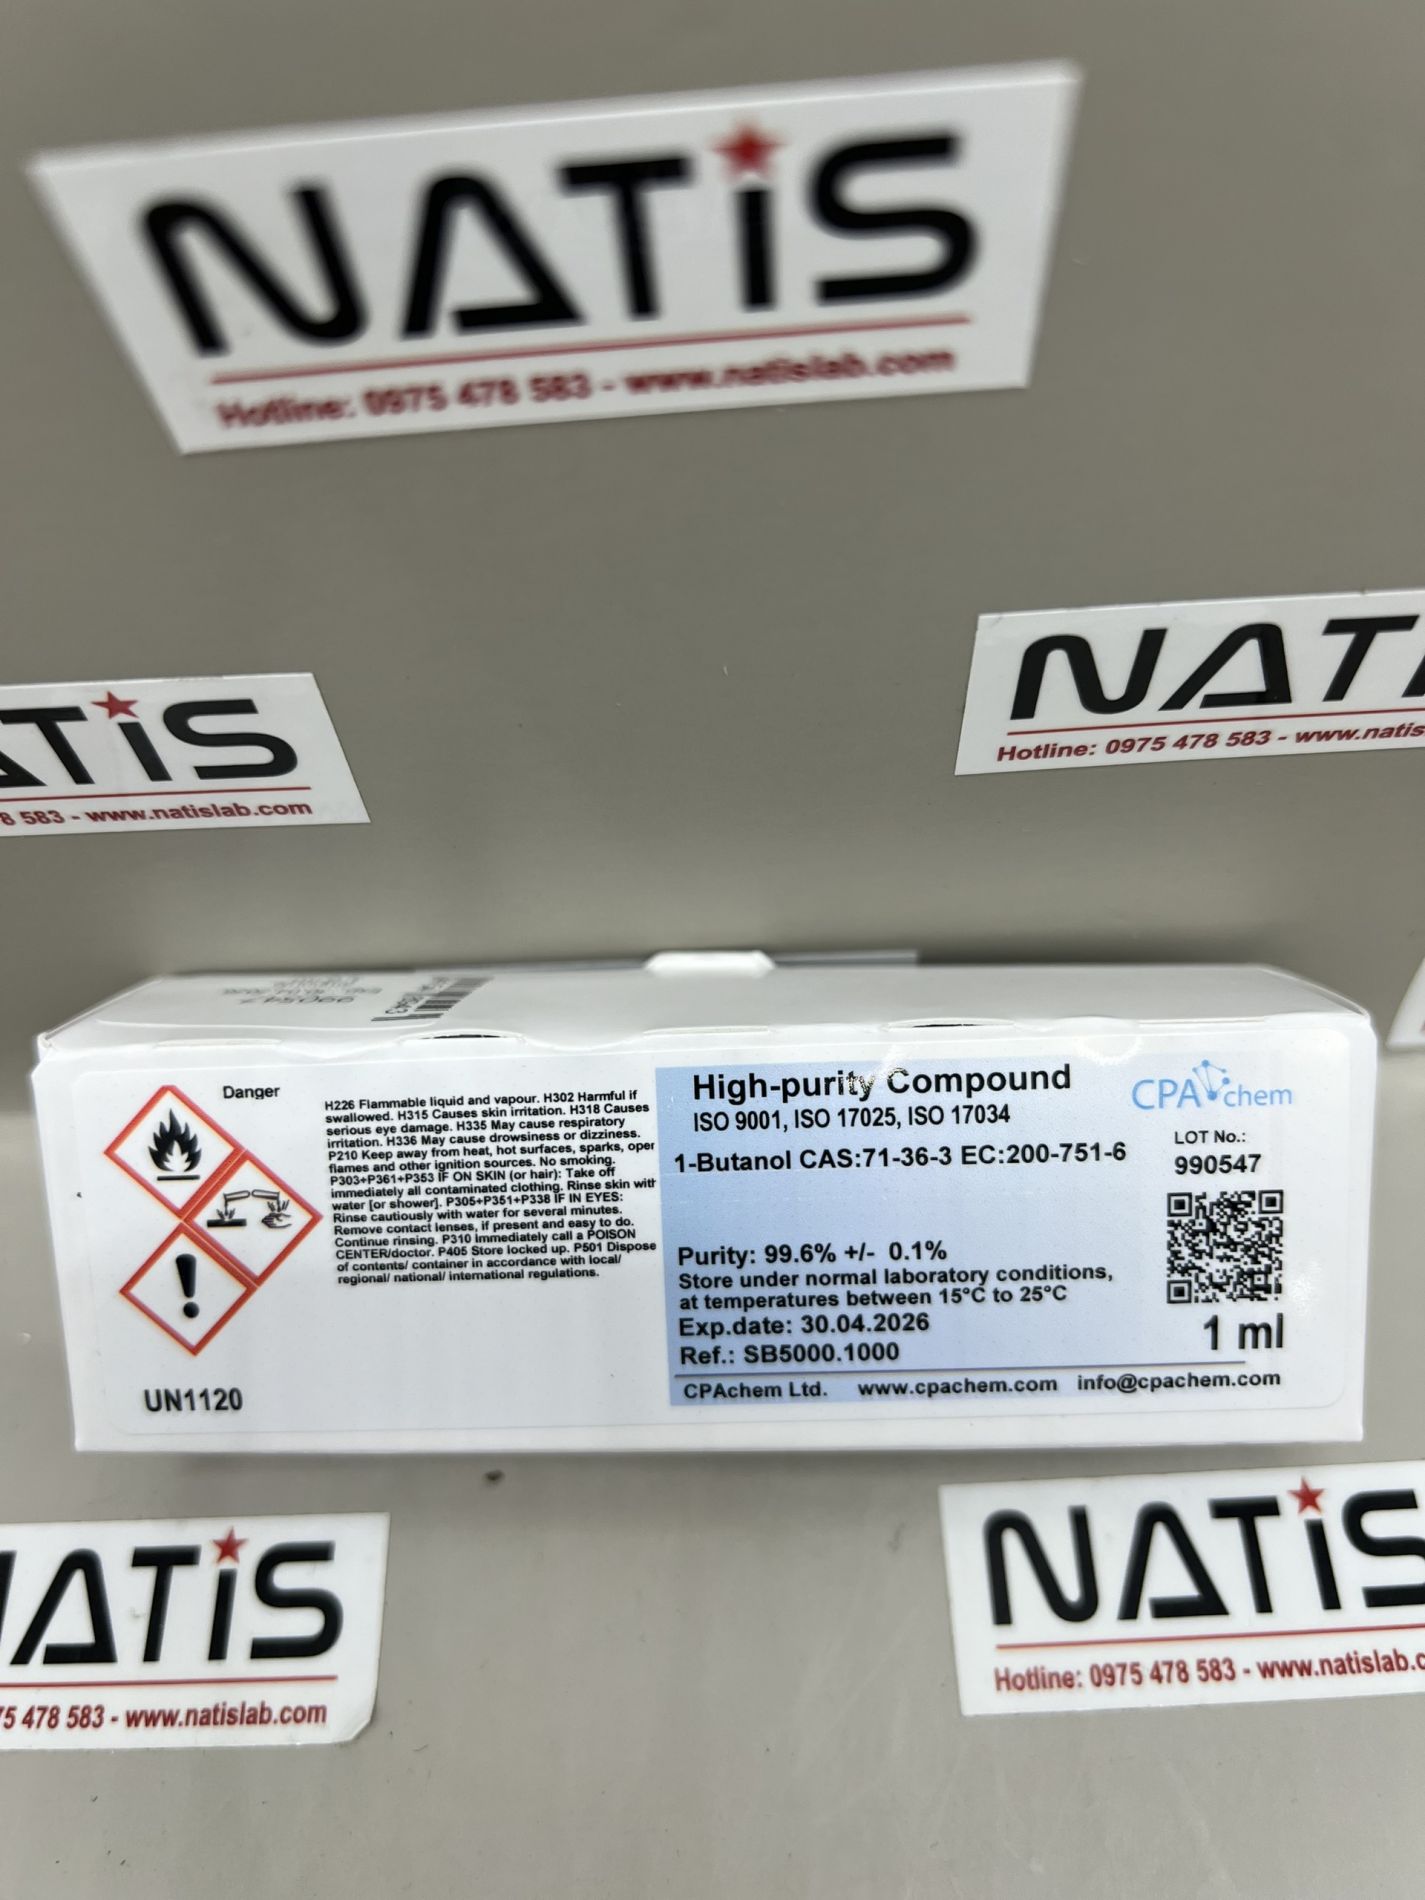 NATiS
Hotline: 0975 478 583 - www.natislab.com
NAT
Hotline: 0975 478 583 - www.natis
ATiS
8 583 - www.natislab.com
990547
Danger
H226 Flammable liquid and vapour. H302 Harmful if
swallowed. H315 Causes skin irritation. H318 Causes
serious eye damage. H335 May cause respiratory
irritation. H336 May cause drowsiness or dizziness.
P210 Keep away from heat, hot surfaces, sparks, open
flames and other ignition sources. No smoking.
P303+P361+P353 IF ON SKIN (or hair): Take off
immediately all contaminated clothing. Rinse skin with
water [or shower]. P305+P351+P338 IF IN EYES:
Rinse cautiously with water for several minutes.
Remove contact lenses, if present and easy to do.
Continue rinsing. P310 Immediately call a POISON
CENTER/doctor. P405 Store locked up. P501 Dispose
of contents/ container in accordance with local/
regional/ national/ international regulations.
UN1120
High-purity Compound
ISO 9001, ISO 17025, ISO 17034
1-Butanol CAS:71-36-3 EC:200-751-6
Purity: 99.6% +/- 0.1%
Store under normal laboratory conditions,
at temperatures between 15°C to 25°C
Exp.date: 30.04.2026
Ref.: SB5000.1000
CPAchem Ltd. www.cpachem.com info@cpachem.com
CPAchem
LOT No.:
990547
1 ml
NATiS
75 478 583 - www.natislab.com
NATiS
Hotline: 0975 478 583 - www.natislab.c